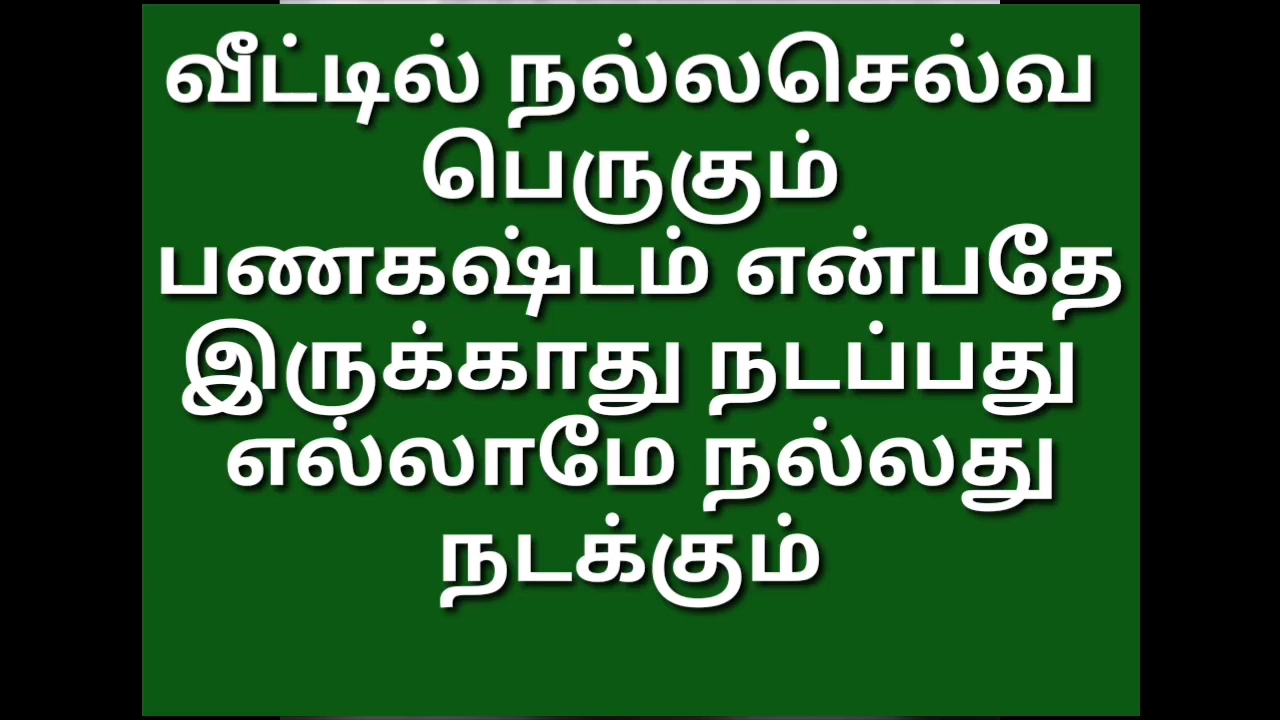 வீட்டில் நல்லசெல்வ
பெருகும்
பணகஷ்டம் என்பதே
இருக்காது நடப்பது
எல்லாமே நல்லது
நடக்கும்